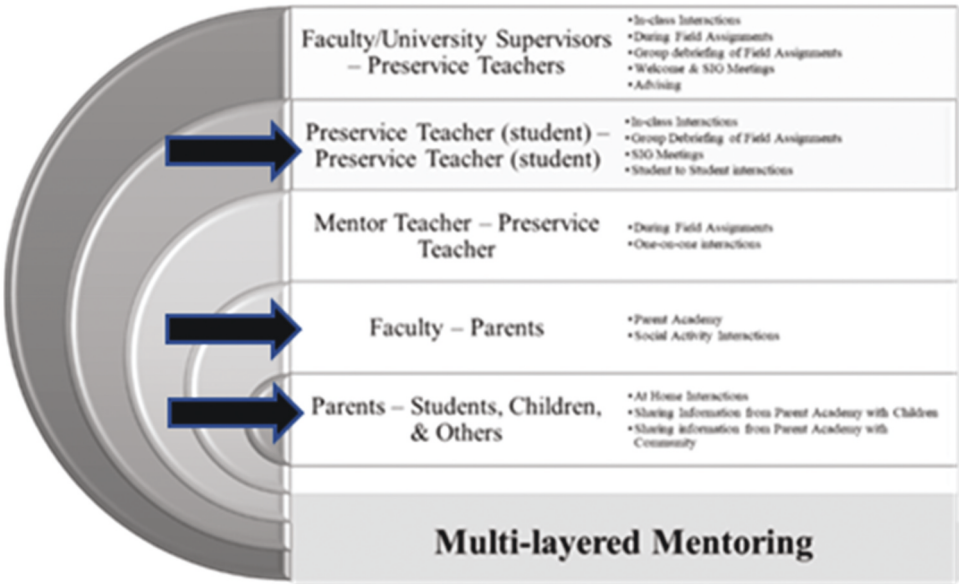 Faculty/University Supervisors
– Preservice Teachers
•In-class Interactions
•During Field Assignments
•Group debriefing of Field Assignments
•Welcome & SIG Meetings
•Advising
Preservice Teacher (student) –
Preservice Teacher (student)
•In-class Interactions
•Group Debriefing of Field Assignments
•SIG Meetings
•Student to Student interactions
Mentor Teacher – Preservice
Teacher
•During Field Assignments
•One-on-one interactions
Faculty – Parents
•Parent Academy
•Social Activity Interactions
Parents – Students, Children,
& Others
•At Home Interactions
•Sharing Information from Parent Academy with Children
•Sharing information from Parent Academy with
Community
Multi-layered Mentoring